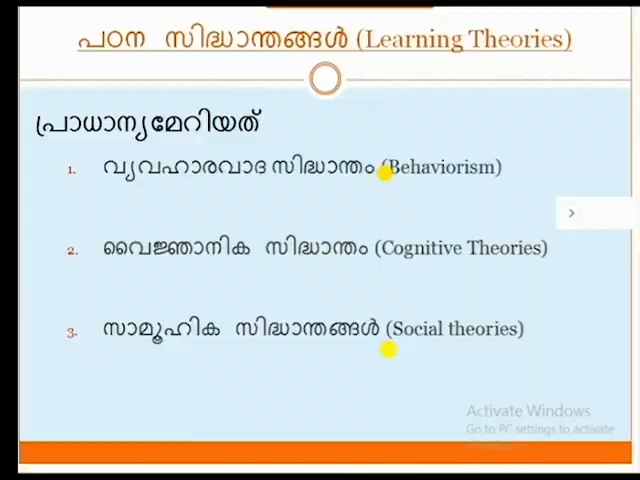 പഠന സിദ്ധാന്തങ്ങൾ (Learning Theories)
പ്രാധാന്യമേറിയത്
1. വ്യവഹാരവാദ സിദ്ധാന്തം (Behaviorism)
2. വൈജ്ഞാനിക സിദ്ധാന്തം (Cognitive Theories)
3. സാമൂഹിക സിദ്ധാന്തങ്ങൾ (Social theories)
Activate Windows
Go to PC settings to activate